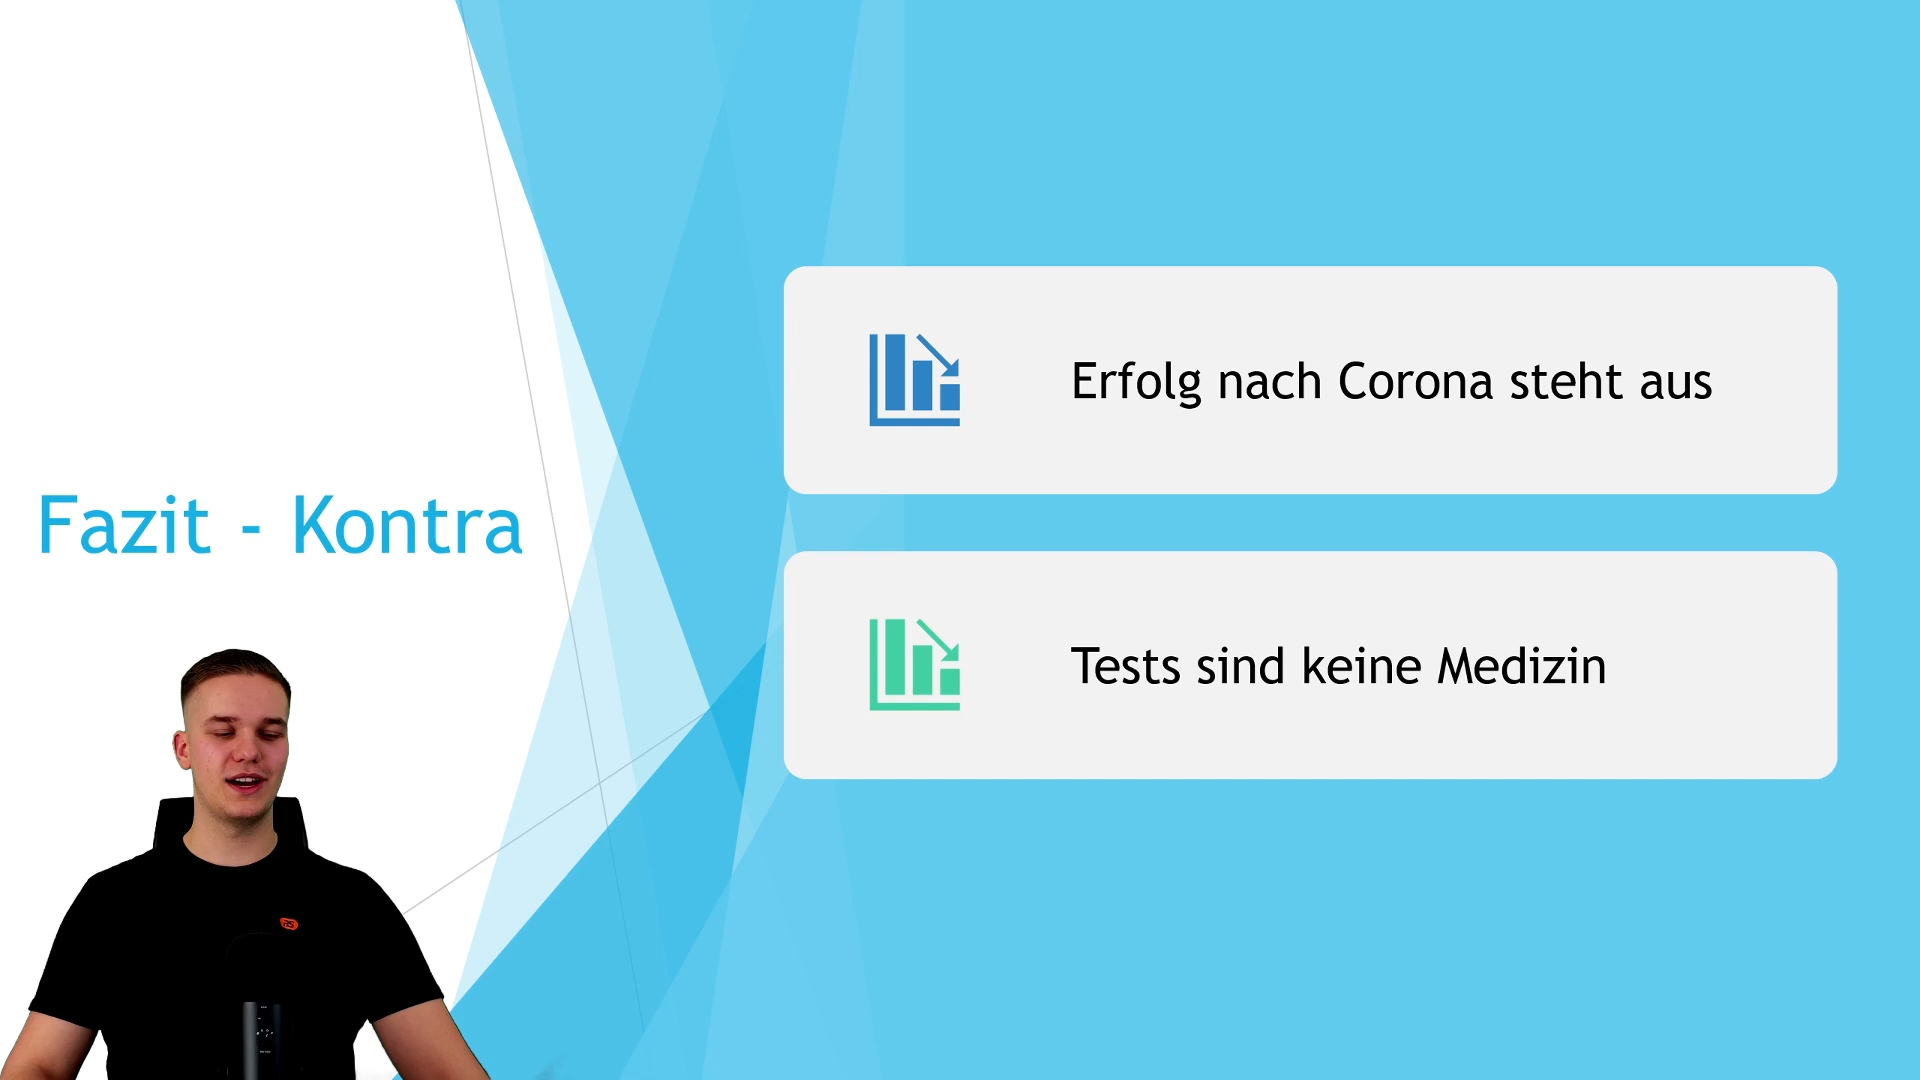 Fazit - Kontra
Erfolg nach Corona steht aus
Tests sind keine Medizin